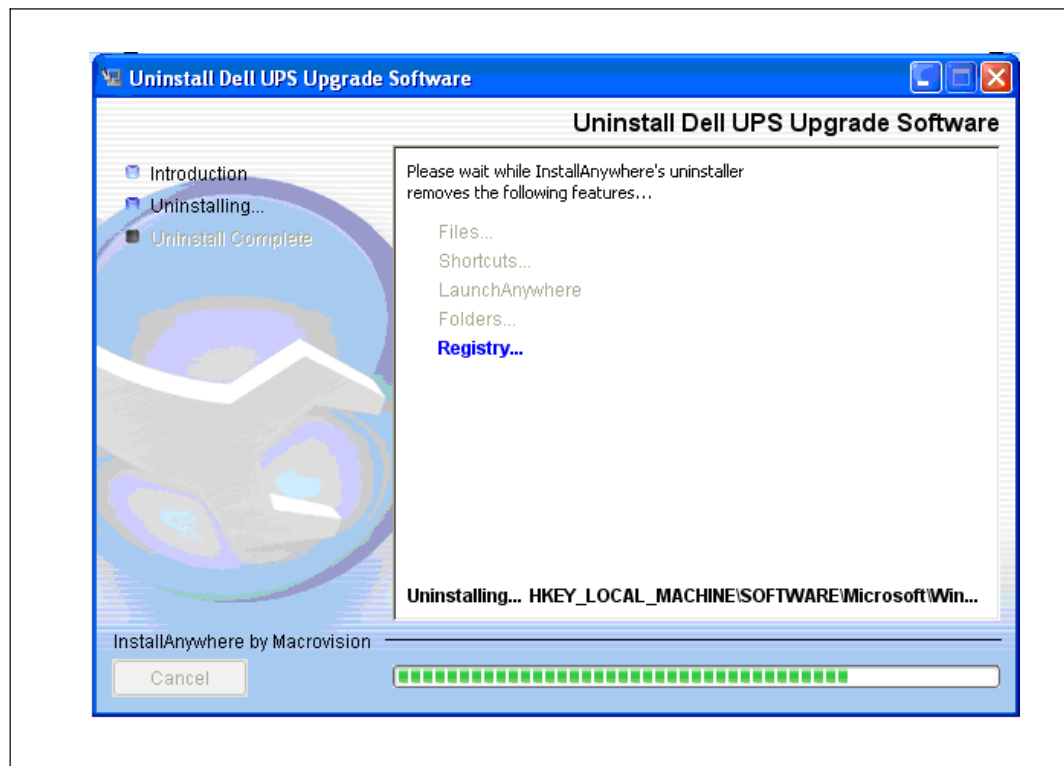 Uninstall Dell UPS Upgrade Software
Uninstall Dell UPS Upgrade Software
Introduction
Uninstalling...
Uninstall Complete
Please wait while InstallAnywhere's uninstaller
removes the following features...
Files...
Shortcuts...
LaunchAnywhere
Folders...
Registry...
Uninstalling... HKEY_LOCAL_MACHINE\SOFTWARE\Microsoft\Win...
InstallAnywhere by Macrovision
Cancel